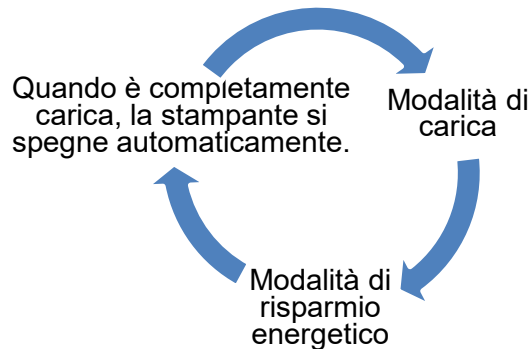 Quando è completamente
carica, la stampante si
spegne automaticamente.
Modalità di
carica
Modalità di
risparmio
energetico